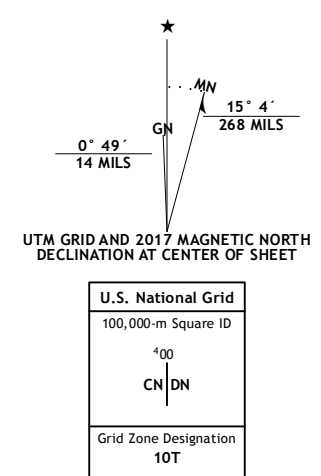 ★
MN
15° 4´
268 MILS
GN
0° 49´
14 MILS
UTM GRID AND 2017 MAGNETIC NORTH
DECLINATION AT CENTER OF SHEET
U.S. National Grid
100,000-m Square ID
⁴00
CN DN
Grid Zone Designation
10T